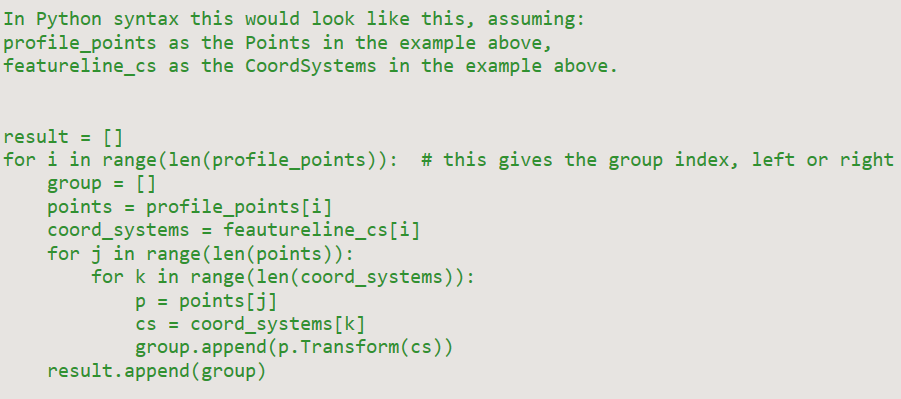 In Python syntax this would look like this, assuming:
profile_points as the Points in the example above,
featureline_cs as the CoordSystems in the example above.
result = []
for i in range(len(profile_points)):  # this gives the group index, left or right
    group = []
    points = profile_points[i]
    coord_systems = feautureline_cs[i]
    for j in range(len(points)):
        for k in range(len(coord_systems)):
            p = points[j]
            cs = coord_systems[k]
            group.append(p.Transform(cs))
    result.append(group)